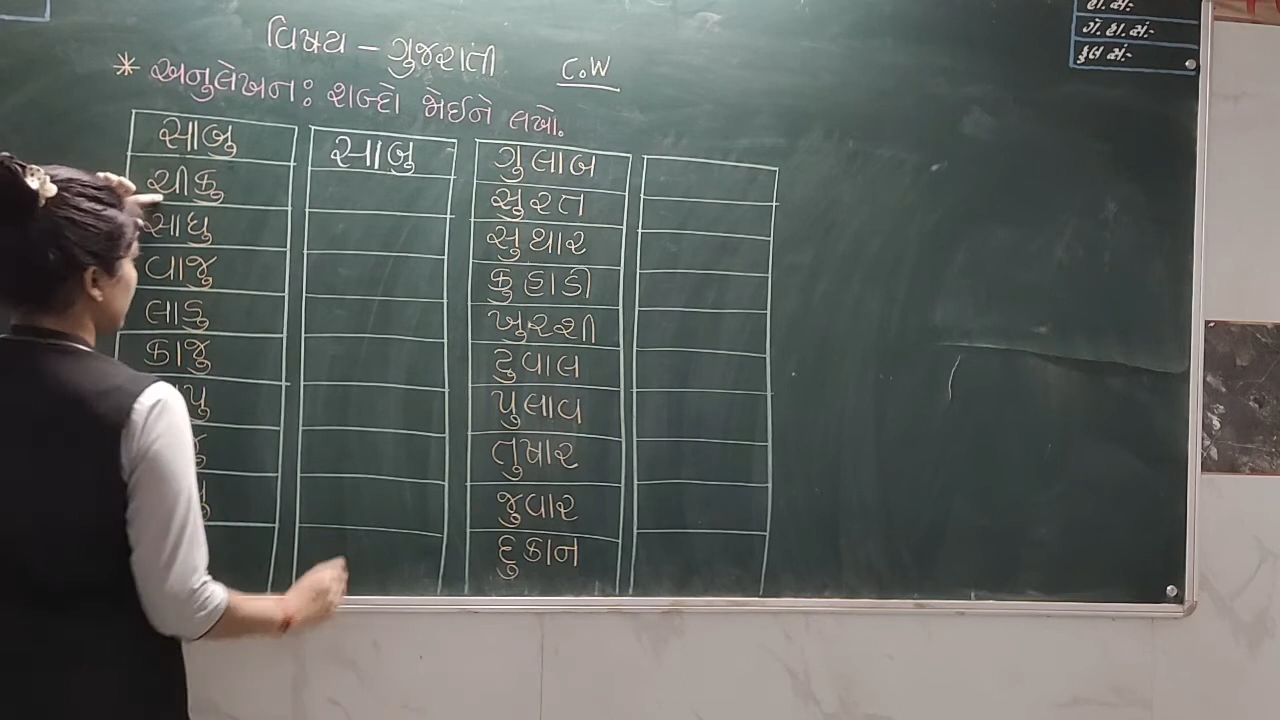 હા. સં:-
ગે. હા. સં:-
કુલ સં:-
વિષય - ગુજરાતી
C.W
* અનુલેખન : શબ્દો જોઈને લખો.
સાબુ સાબુ ગુલાબ
ચીકુ સુરત
સાધુ સુથાર
વાજુ કુહાડી
લાડુ ખુરશી
કાજુ ટુવાલ
પુલાવ
તુષાર
જુવાર
દુકાન